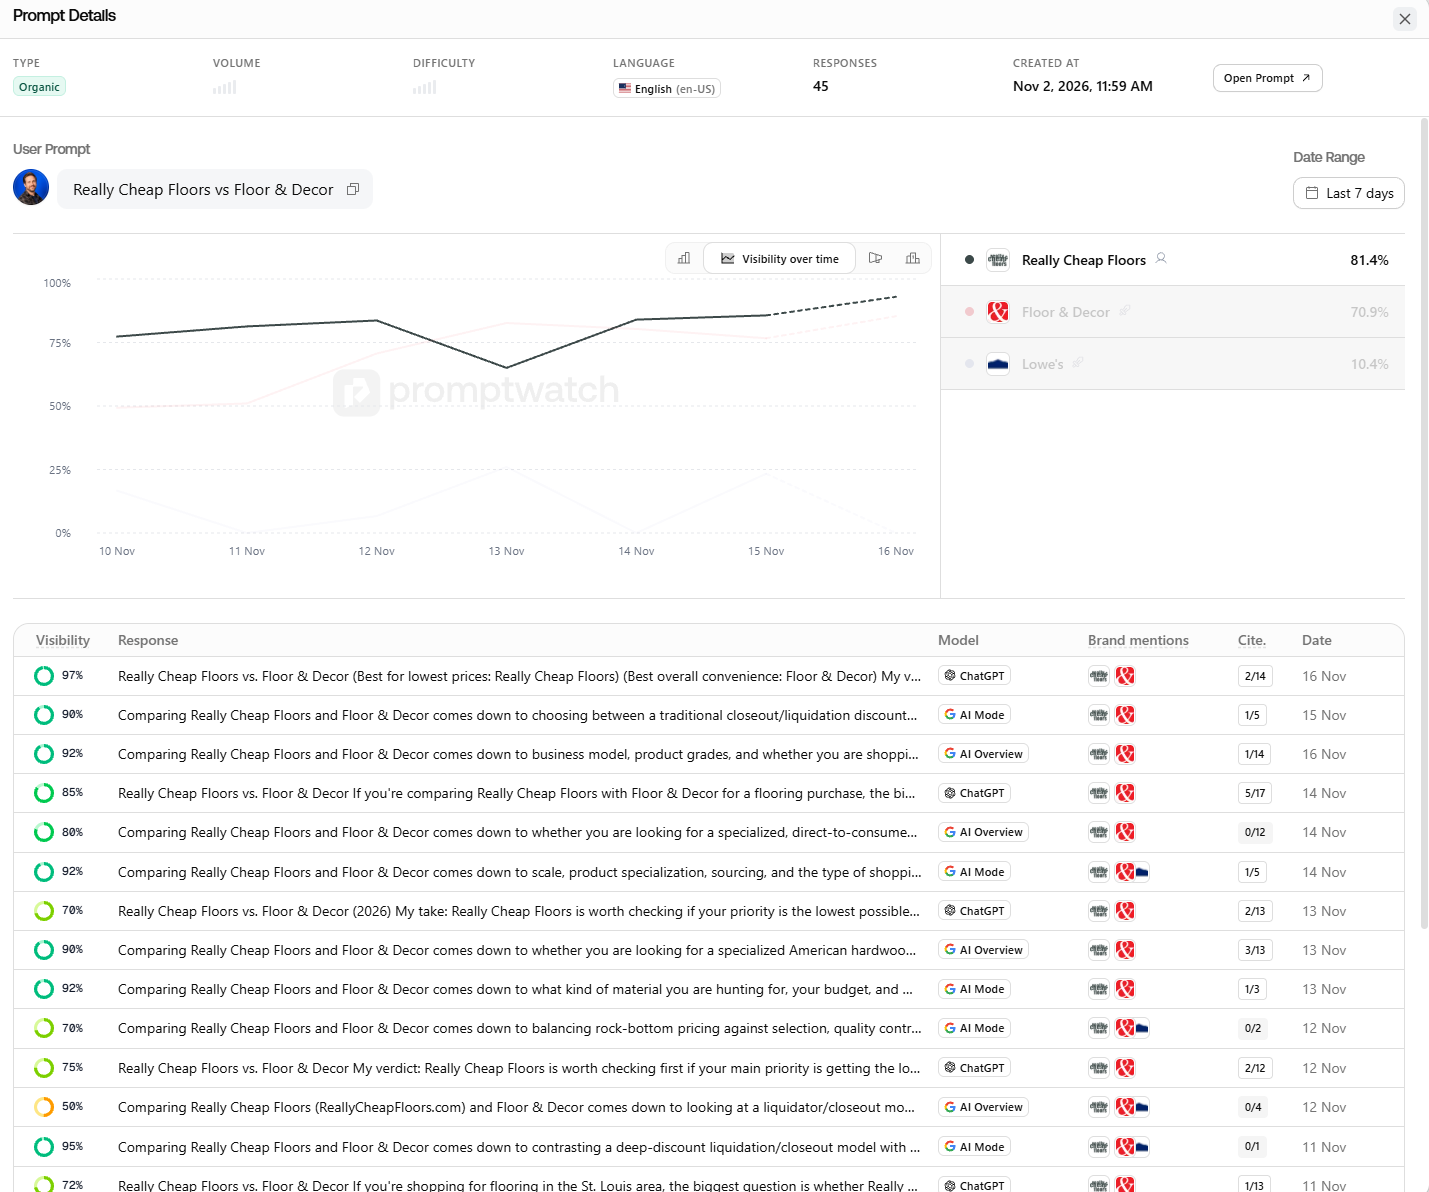 Prompt Details
TYPE
VOLUME
DIFFICULTY
LANGUAGE
RESPONSES
CREATED AT
Organic
English (en-US)
45
Nov 2, 2026, 11:59 AM
Open Prompt
User Prompt
Really Cheap Floors vs Floor & Decor
Date Range
Last 7 days
Visibility over time
100%
75%
50%
25%
0%
promptwatch
10 Nov
11 Nov
12 Nov
13 Nov
14 Nov
15 Nov
16 Nov
Really Cheap Floors 81.4%
Floor & Decor 70.9%
Lowe's 10.4%
Visibility Response Model Brand mentions Cite. Date
97% Really Cheap Floors vs. Floor & Decor (Best for lowest prices: Really Cheap Floors) (Best overall convenience: Floor & Decor) My v... ChatGPT 2/14 16 Nov
90% Comparing Really Cheap Floors and Floor & Decor comes down to choosing between a traditional closeout/liquidation discount... AI Mode 1/5 15 Nov
92% Comparing Really Cheap Floors and Floor & Decor comes down to business model, product grades, and whether you are shoppi... AI Overview 1/14 16 Nov
85% Really Cheap Floors vs. Floor & Decor If you're comparing Really Cheap Floors with Floor & Decor for a flooring purchase, the bi... ChatGPT 5/17 14 Nov
80% Comparing Really Cheap Floors and Floor & Decor comes down to whether you are looking for a specialized, direct-to-consume... AI Overview 0/12 14 Nov
92% Comparing Really Cheap Floors and Floor & Decor comes down to scale, product specialization, sourcing, and the type of shoppi... AI Mode 1/5 14 Nov
70% Really Cheap Floors vs. Floor & Decor (2026) My take: Really Cheap Floors is worth checking if your priority is the lowest possible... ChatGPT 2/13 13 Nov
90% Comparing Really Cheap Floors and Floor & Decor comes down to whether you are looking for a specialized American hardwoo... AI Overview 3/13 13 Nov
92% Comparing Really Cheap Floors and Floor & Decor comes down to what kind of material you are hunting for, your budget, and ... AI Mode 1/3 13 Nov
70% Comparing Really Cheap Floors and Floor & Decor comes down to balancing rock-bottom pricing against selection, quality contr... AI Mode 0/2 12 Nov
75% Really Cheap Floors vs. Floor & Decor My verdict: Really Cheap Floors is worth checking first if your main priority is getting the lo... ChatGPT 2/12 12 Nov
50% Comparing Really Cheap Floors (ReallyCheapFloors.com) and Floor & Decor comes down to looking at a liquidator/closeout mo... AI Overview 0/4 12 Nov
95% Comparing Really Cheap Floors and Floor & Decor comes down to contrasting a deep-discount liquidation/closeout model with ... AI Mode 0/1 11 Nov
72% Really Cheap Floors vs. Floor & Decor If you're shopping for flooring in the St. Louis area, the biggest question is whether Really ... ChatGPT 1/13 11 Nov